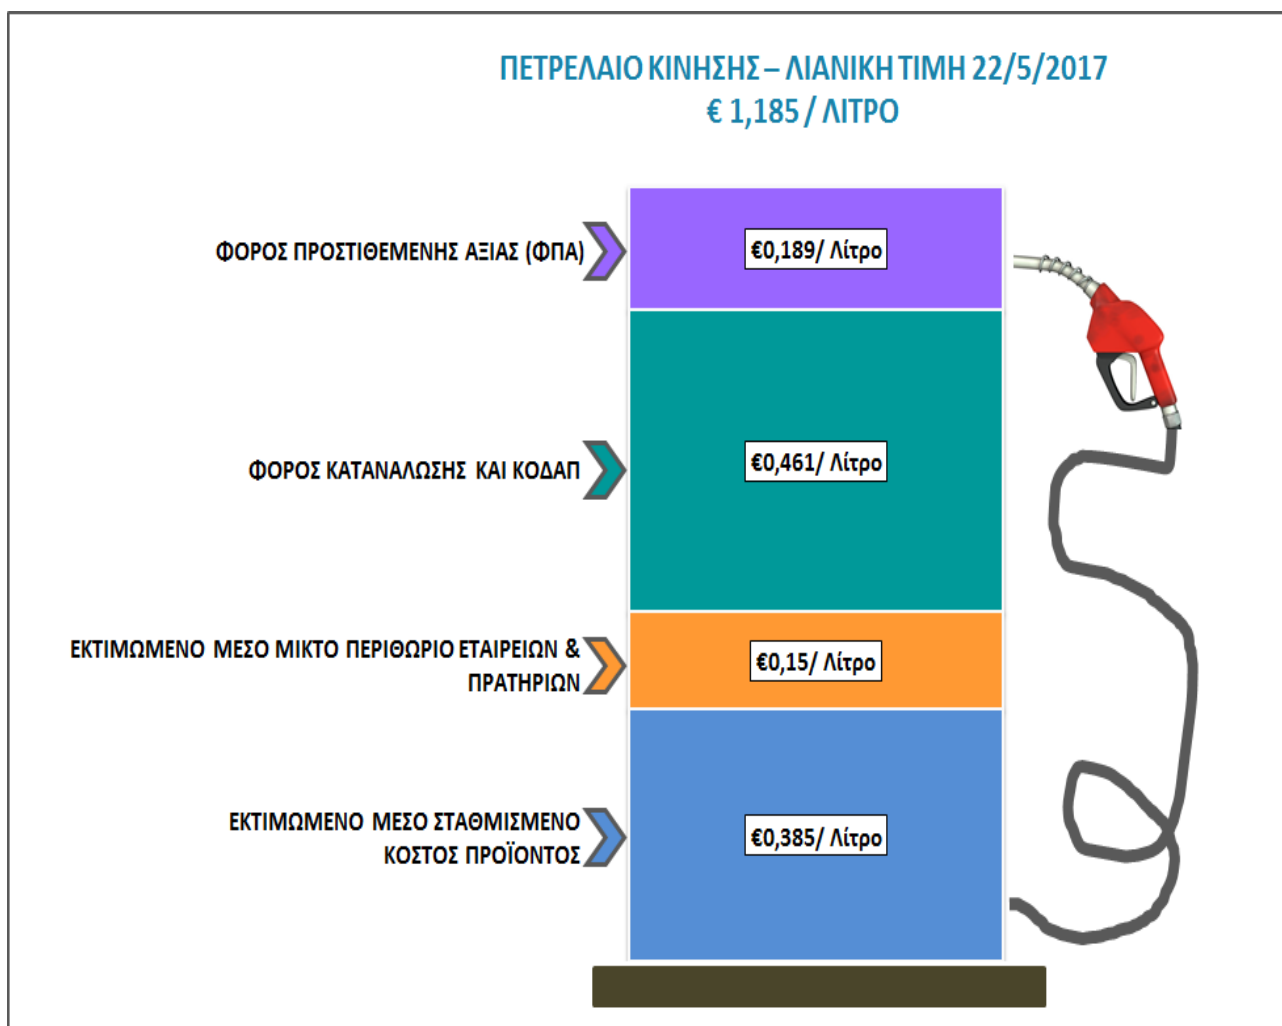 ΠΕΤΡΕΛΑΙΟ ΚΙΝΗΣΗΣ – ΛΙΑΝΙΚΗ ΤΙΜΗ 22/5/2017
€ 1,185 / ΛΙΤΡΟ
ΦΟΡΟΣ ΠΡΟΣΤΙΘΕΜΕΝΗΣ ΑΞΙΑΣ (ΦΠΑ)
€0,189/ Λίτρο
ΦΟΡΟΣ ΚΑΤΑΝΑΛΩΣΗΣ ΚΑΙ ΚΟΔΑΠ
€0,461/ Λίτρο
ΕΚΤΙΜΩΜΕΝΟ ΜΕΣΟ ΜΙΚΤΟ ΠΕΡΙΘΩΡΙΟ ΕΤΑΙΡΕΙΩΝ &
ΠΡΑΤΗΡΙΩΝ
€0,15/ Λίτρο
ΕΚΤΙΜΩΜΕΝΟ ΜΕΣΟ ΣΤΑΘΜΙΣΜΕΝΟ
ΚΟΣΤΟΣ ΠΡΟΪΟΝΤΟΣ
€0,385/ Λίτρο